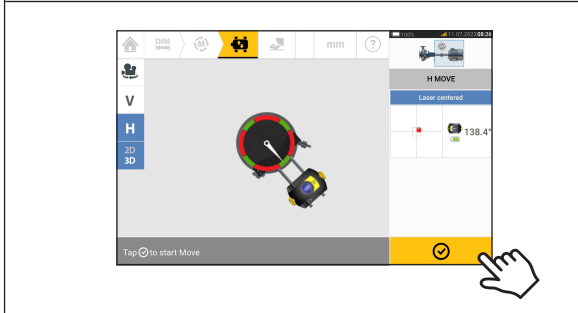 DIM
M
mm
?
100%
11.07.2022 08:26
V
H
2D
3D
H MOVE
Laser centered
138.4°
Tap to start Move